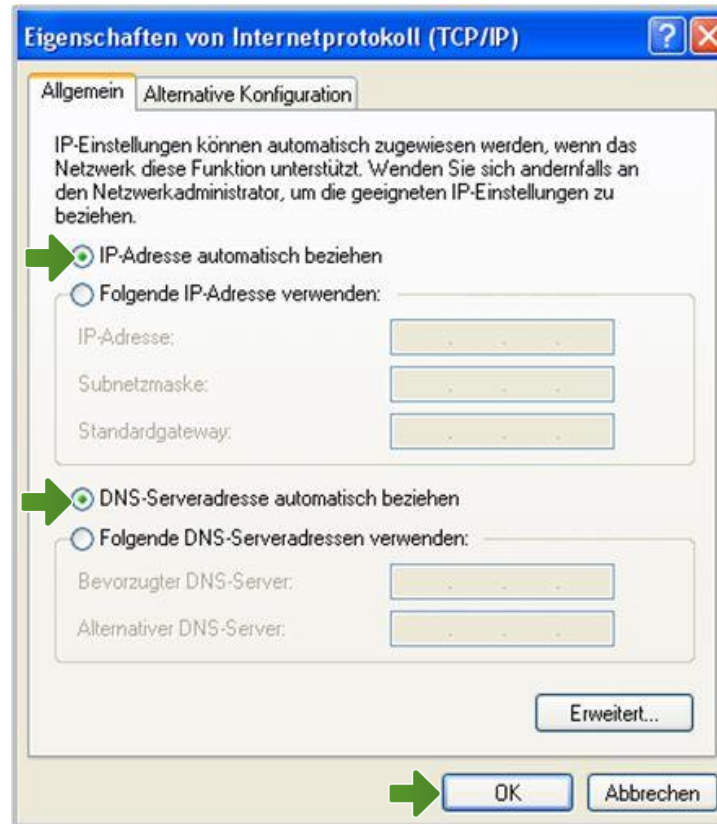 Eigenschaften von Internetprotokoll (TCP/IP)
Allgemein
Alternative Konfiguration
IP-Einstellungen können automatisch zugewiesen werden, wenn das
Netzwerk diese Funktion unterstützt. Wenden Sie sich andernfalls an
den Netzwerkadministrator, um die geeigneten IP-Einstellungen zu
beziehen.
IP-Adresse automatisch beziehen
Folgende IP-Adresse verwenden:
IP-Adresse:
Subnetzmaske:
Standardgateway:
DNS-Serveradresse automatisch beziehen
Folgende DNS-Serveradressen verwenden:
Bevorzugter DNS-Server:
Alternativer DNS-Server:
Erweitert...
OK
Abbrechen